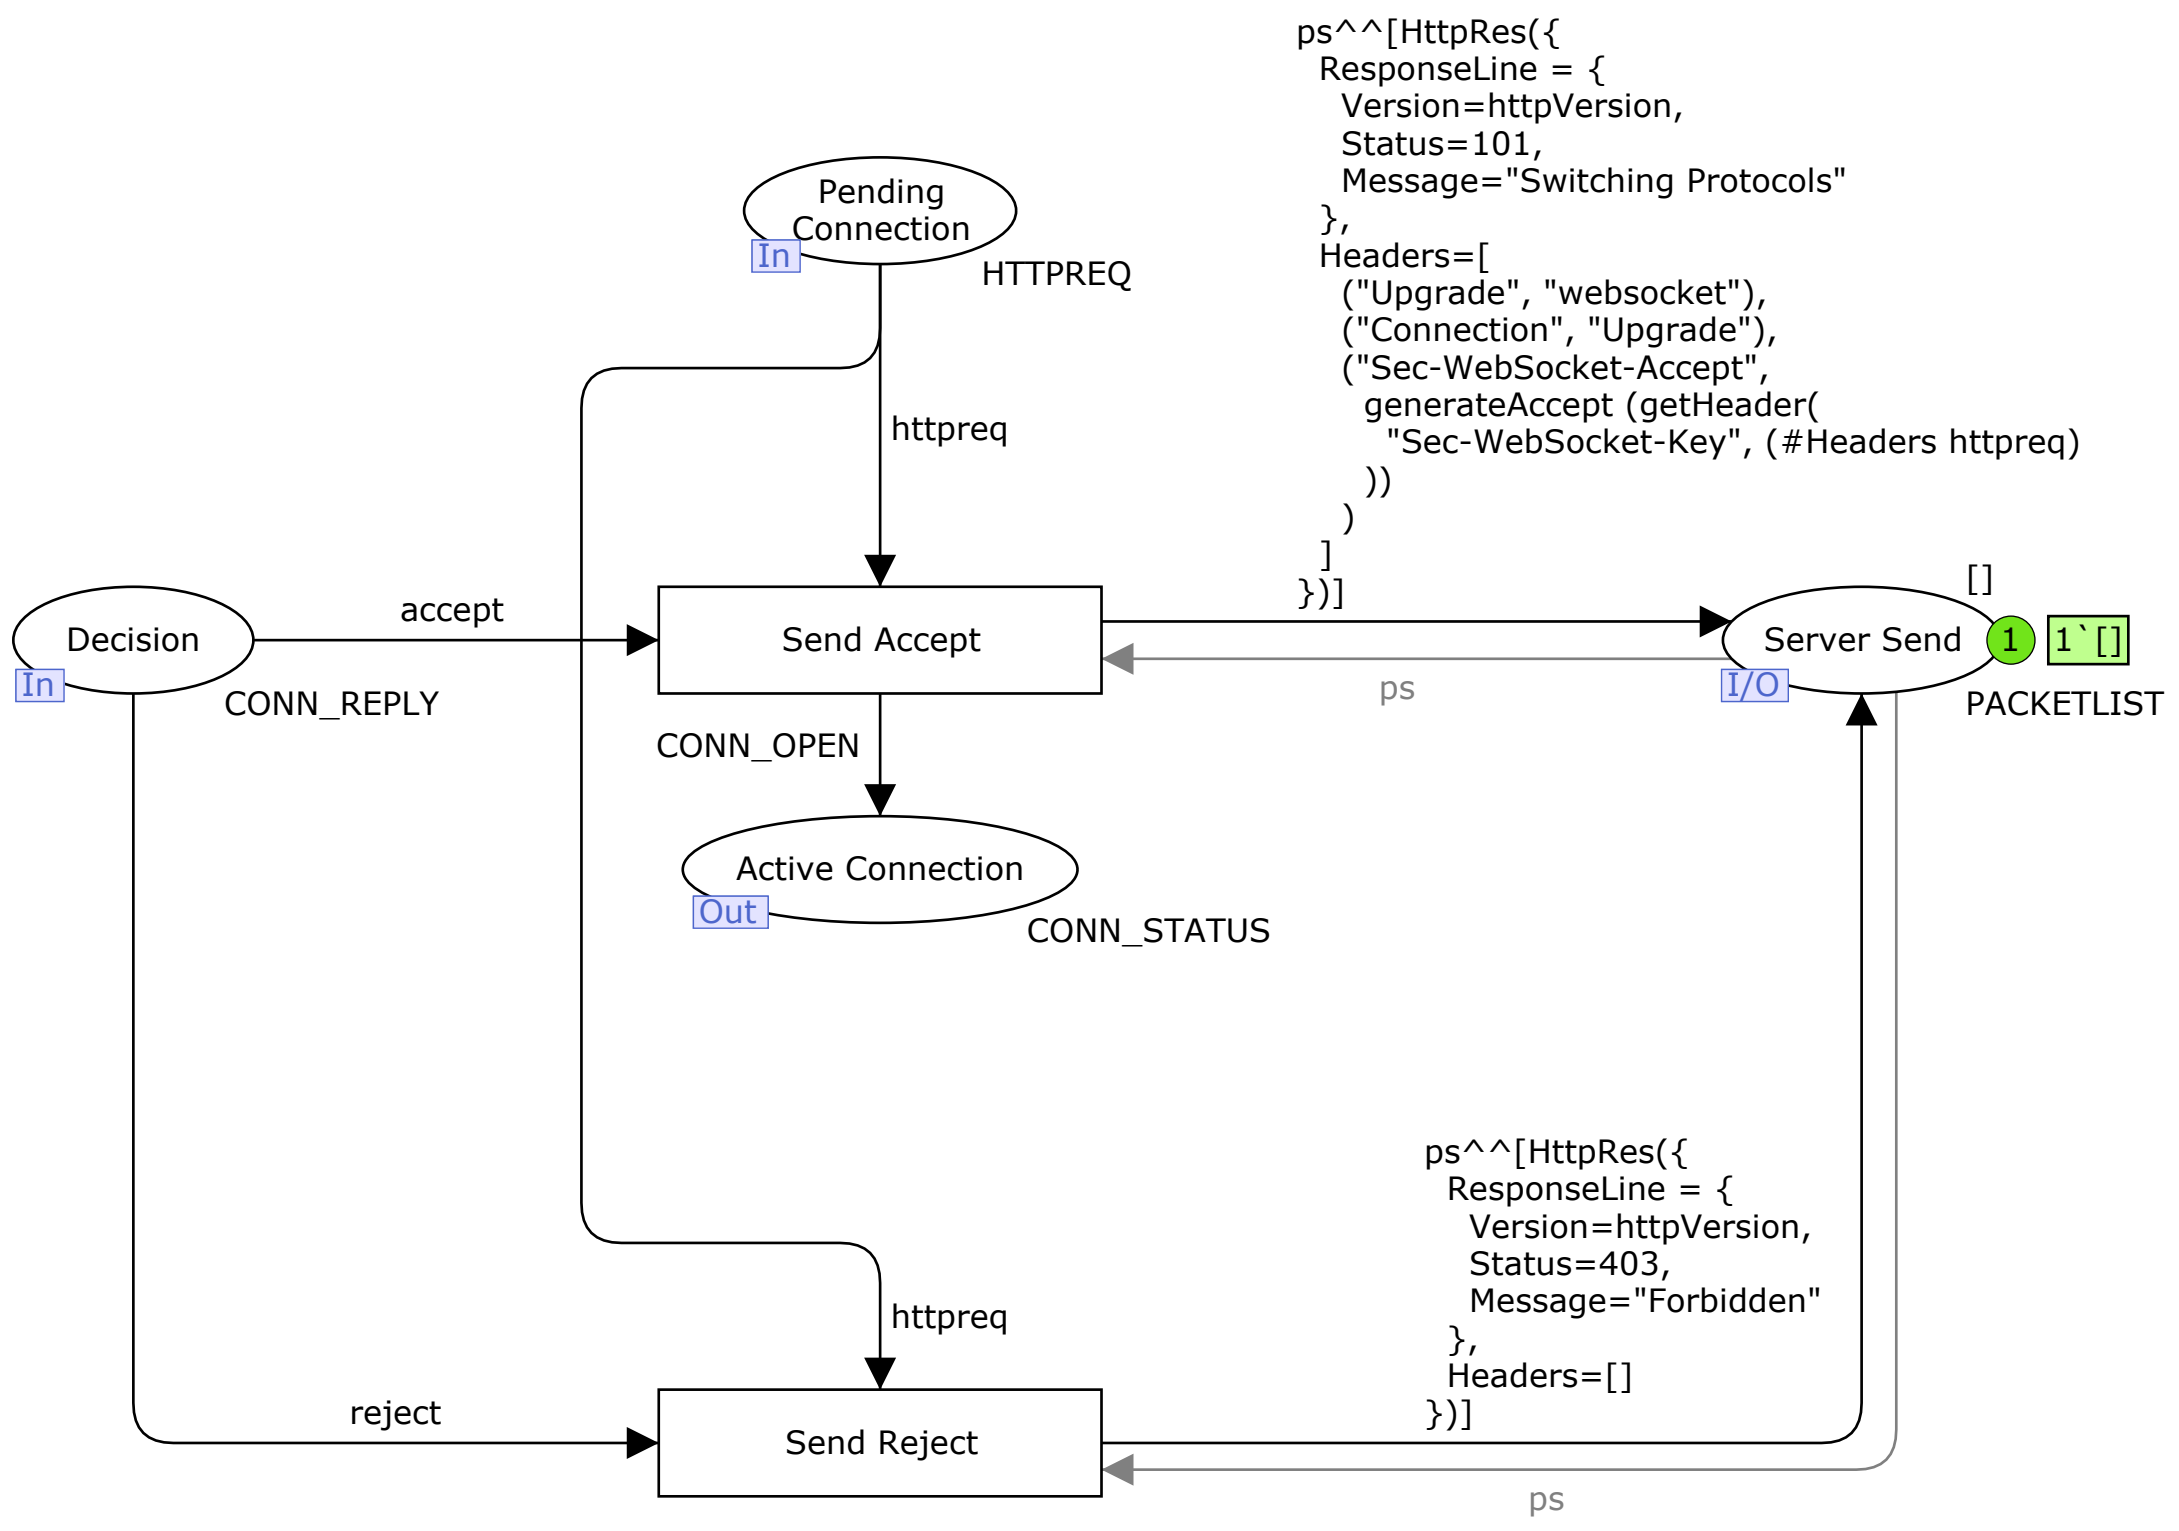 ps^^[HttpRes({
ResponseLine = {
Version=httpVersion,
Status=101,
Message="Switching Protocols"
},
Headers=[
("Upgrade", "websocket"),
("Connection", "Upgrade"),
("Sec-WebSocket-Accept",
generateAccept (getHeader(
"Sec-WebSocket-Key", (#Headers httpreq)
))
)
]
})]
Pending
Connection
In
HTTPREQ
httpreq
Decision
In
CONN_REPLY
accept
Send Accept
ps
[]
Server Send
1
1`[]
I/O
PACKETLIST
CONN_OPEN
Active Connection
Out
CONN_STATUS
ps^^[HttpRes({
ResponseLine = {
Version=httpVersion,
Status=403,
Message="Forbidden"
},
Headers=[]
})]
httpreq
reject
Send Reject
ps